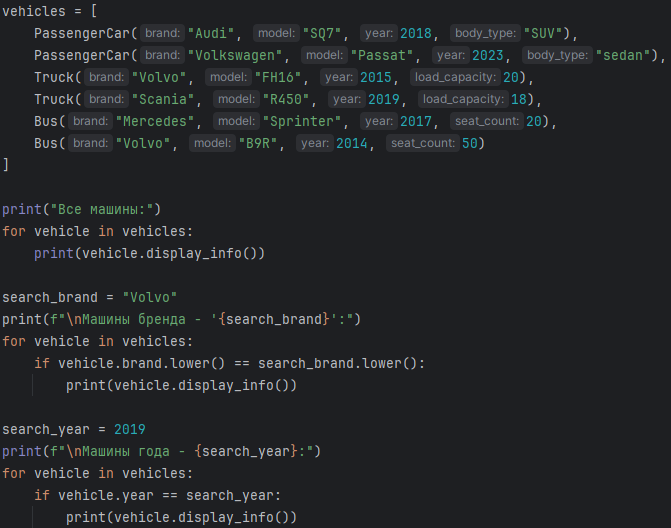 vehicles = [
    PassengerCar( brand: "Audi", model: "SQ7", year: 2018, body_type: "SUV"),
    PassengerCar( brand: "Volkswagen", model: "Passat", year: 2023, body_type: "sedan"),
    Truck( brand: "Volvo", model: "FH16", year: 2015, load_capacity: 20),
    Truck( brand: "Scania", model: "R450", year: 2019, load_capacity: 18),
    Bus( brand: "Mercedes", model: "Sprinter", year: 2017, seat_count: 20),
    Bus( brand: "Volvo", model: "B9R", year: 2014, seat_count: 50)
]
print("Все машины:")
for vehicle in vehicles:
    print(vehicle.display_info())
search_brand = "Volvo"
print(f"\nМашины бренда - '{search_brand}':")
for vehicle in vehicles:
    if vehicle.brand.lower() == search_brand.lower():
        print(vehicle.display_info())
search_year = 2019
print(f"\nМашины года - {search_year}:")
for vehicle in vehicles:
    if vehicle.year == search_year:
        print(vehicle.display_info())